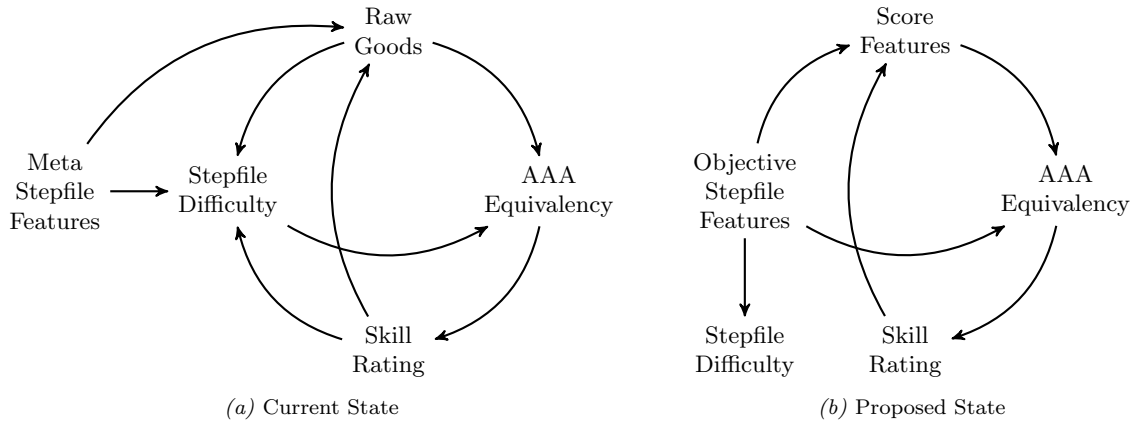 Raw
Goods
Meta
Stepfile
Features
Stepfile
Difficulty
AAA
Equivalency
Skill
Rating
(a) Current State
Score
Features
Objective
Stepfile
Features
AAA
Equivalency
Stepfile
Difficulty
Skill
Rating
(b) Proposed State